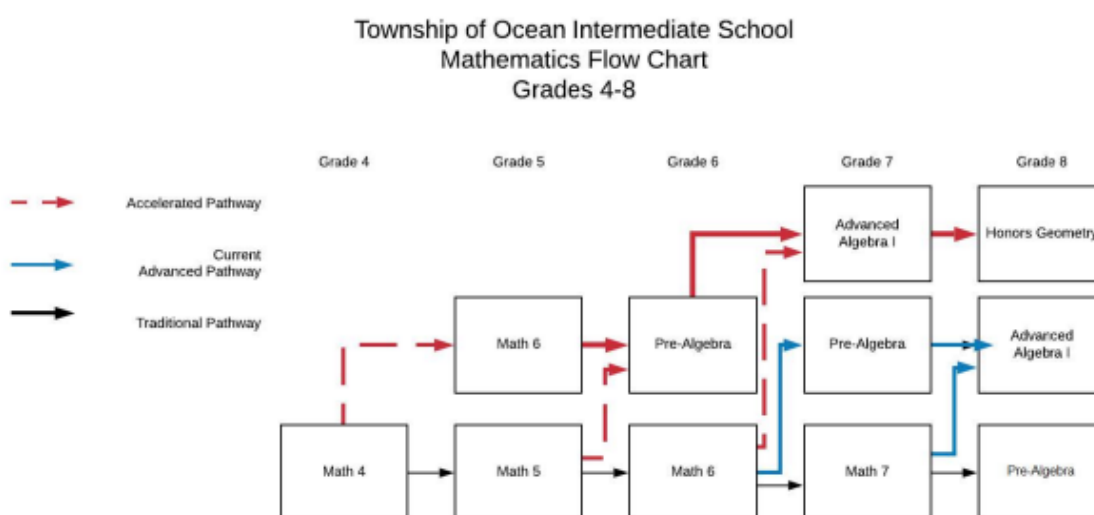 Township of Ocean Intermediate School
Mathematics Flow Chart
Grades 4-8
Grade 4
Grade 5
Grade 6
Grade 7
Grade 8
Accelerated Pathway
Current
Advanced Pathway
Traditional Pathway
Advanced
Algebra I
Honors Geometry
Math 6
Pre-Algebra
Pre-Algebra
Advanced
Algebra I
Math 4
Math 5
Math 6
Math 7
Pre-Algebra